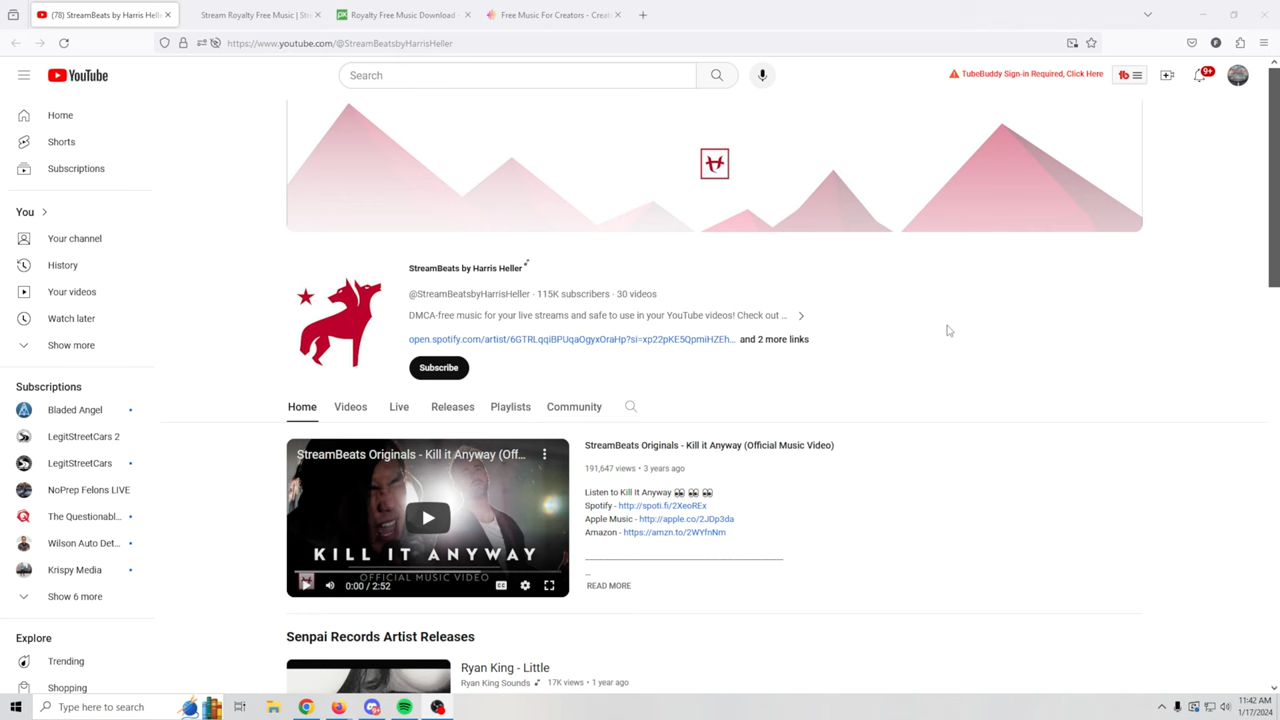 (78) StreamBeats by Harris Hell
Stream Royalty Free Music | Str
Royalty Free Music Download -
Free Music For Creators - Creat
https://www.youtube.com/@StreamBeatsbyHarrisHeller
YouTube
Search
TubeBuddy Sign-in Required, Click Here
tb
9+
Home
Shorts
Subscriptions
You
Your channel
History
Your videos
Watch later
Show more
Subscriptions
Bladed Angel
LegitStreetCars 2
LegitStreetCars
NoPrep Felons LIVE
The Questionabl...
Wilson Auto Det...
Krispy Media
Show 6 more
Explore
Trending
Shopping
StreamBeats by Harris Heller
@StreamBeatsbyHarrisHeller · 115K subscribers · 30 videos
DMCA-free music for your live streams and safe to use in your YouTube videos! Check out ...
open.spotify.com/artist/6GTRLqqiBPUqaOgyxOraHp?si=xp22pKE5QpmiHZEh... and 2 more links
Subscribe
Home Videos Live Releases Playlists Community
StreamBeats Originals - Kill it Anyway (Off...
KILL IT ANYWAY
OFFICIAL MUSIC VIDEO
0:00 / 2:52
StreamBeats Originals - Kill it Anyway (Official Music Video)
191,647 views · 3 years ago
Listen to Kill It Anyway 👀 👀 👀
Spotify - http://spoti.fi/2XeoREx
Apple Music - http://apple.co/2JDp3da
Amazon - https://amzn.to/2WYfnNm
...
READ MORE
Senpai Records Artist Releases
Ryan King - Little
Ryan King Sounds 17K views · 1 year ago
Type here to search
11:42 AM
1/17/2024